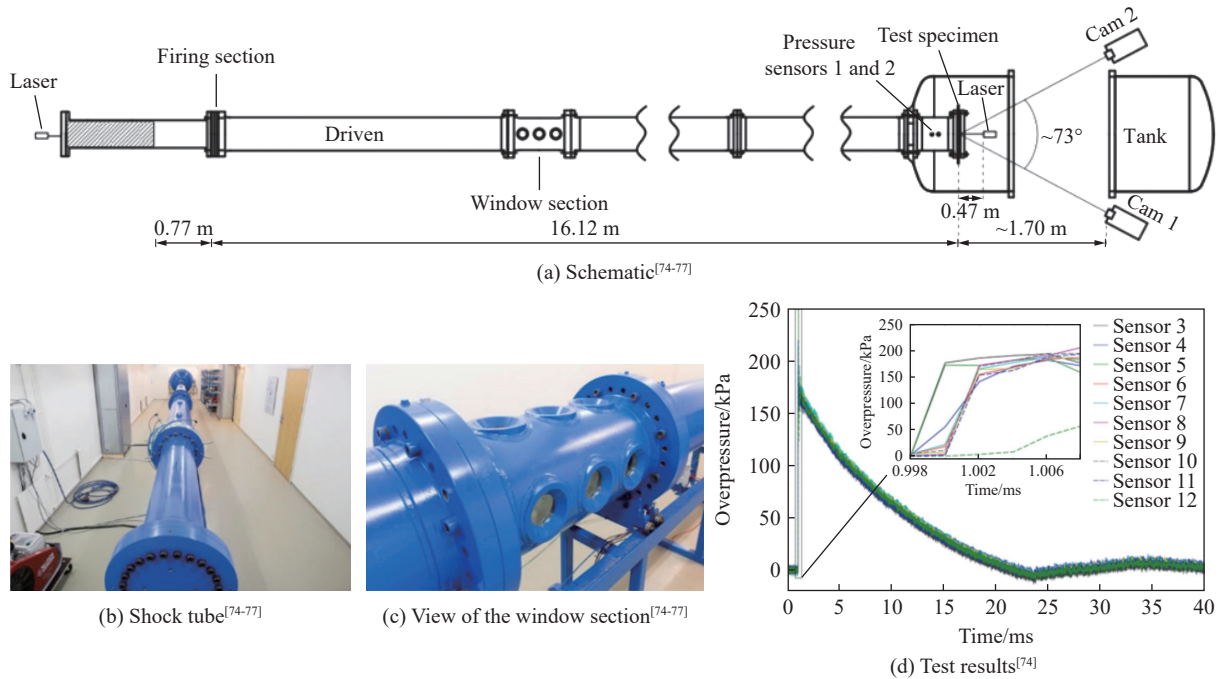 Laser
Firing section
Driven
Window section
Pressure
sensors 1 and 2
Test specimen
Laser
Cam 2
~73°
Tank
Cam 1
0.77 m
16.12 m
0.47 m
~1.70 m
(a) Schematic[74-77]
(b) Shock tube[74-77]
(c) View of the window section[74-77]
250
200
150
100
50
0
Overpressure/kPa
0
5
10
15
20
25
30
35
40
Time/ms
250
200
150
100
50
0
Overpressure/kPa
0.998
1.002
1.006
Time/ms
Sensor 3
Sensor 4
Sensor 5
Sensor 6
Sensor 7
Sensor 8
Sensor 9
Sensor 10
Sensor 11
Sensor 12
(d) Test results[74]